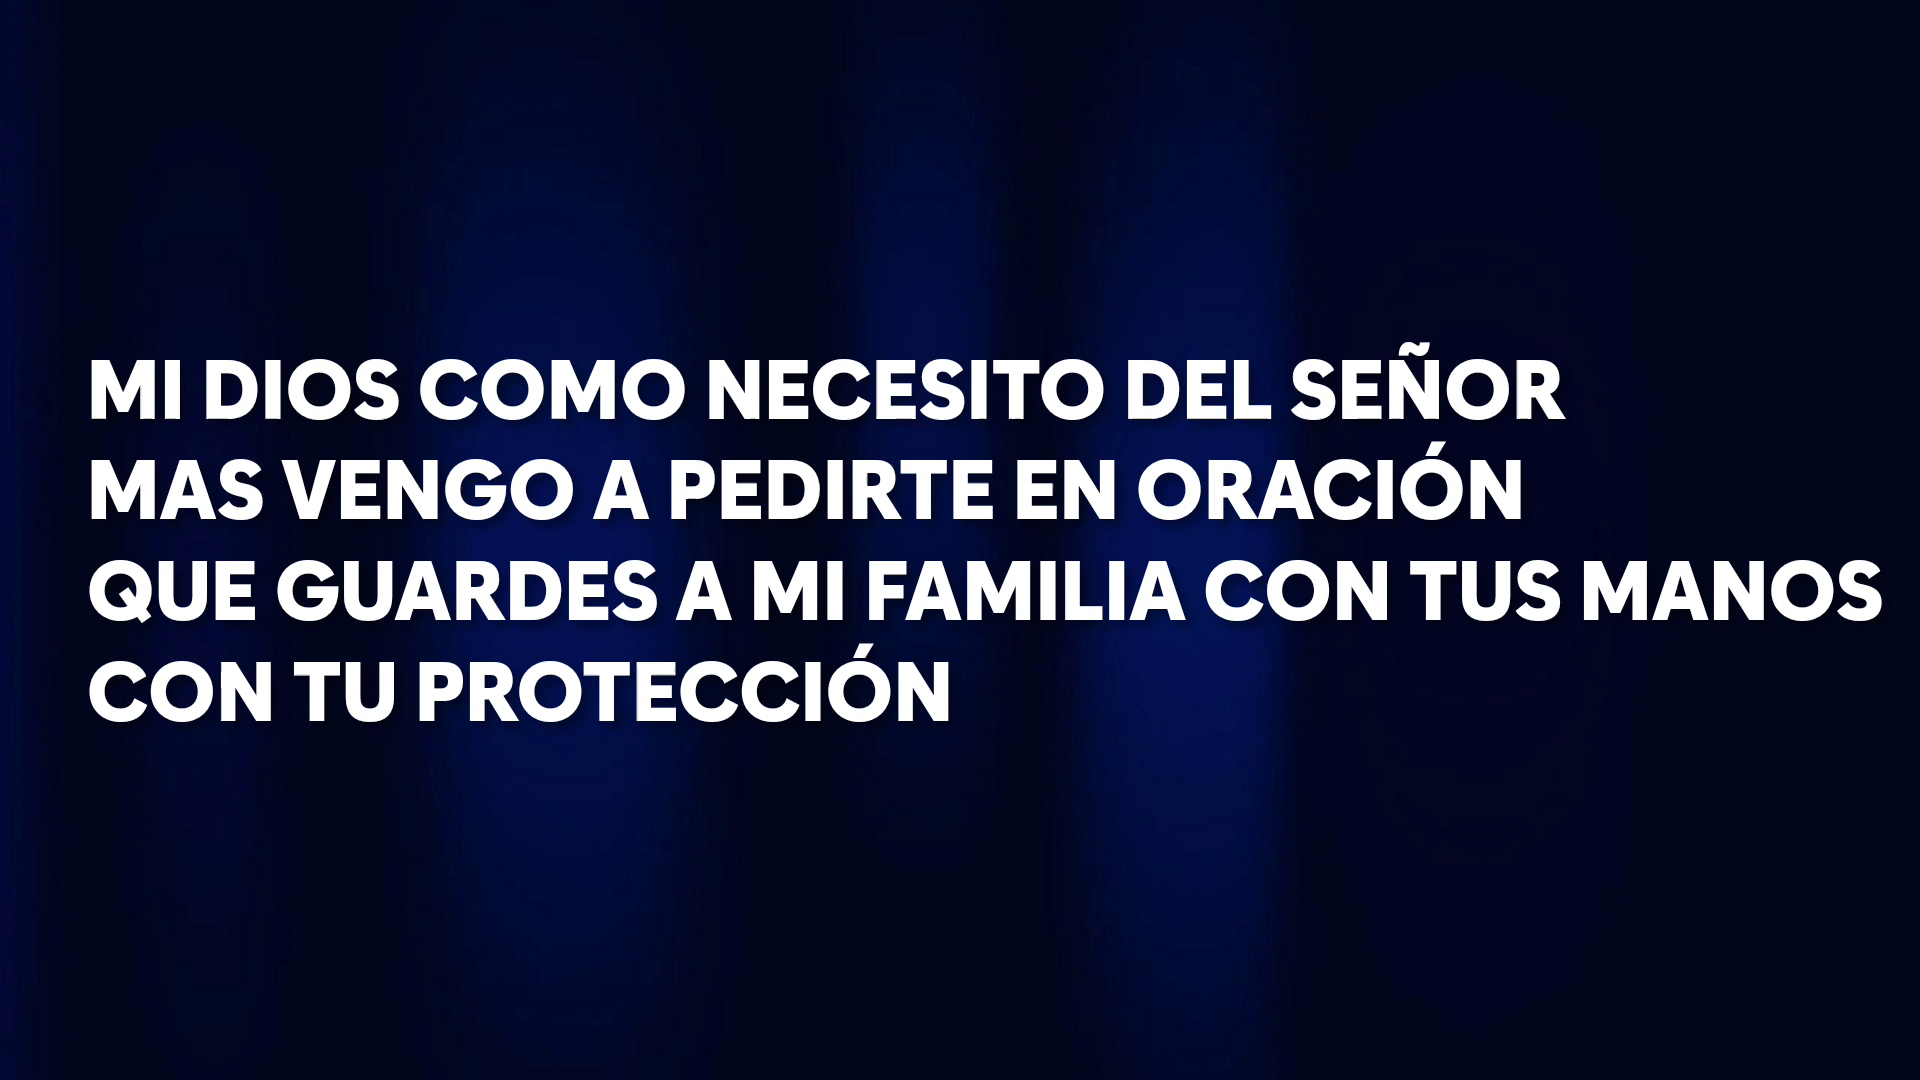 MI DIOS COMO NECESITO DEL SEÑOR
MAS VENGO A PEDIRTE EN ORACIÓN
QUE GUARDES A MI FAMILIA CON TUS MANOS
CON TU PROTECCIÓN